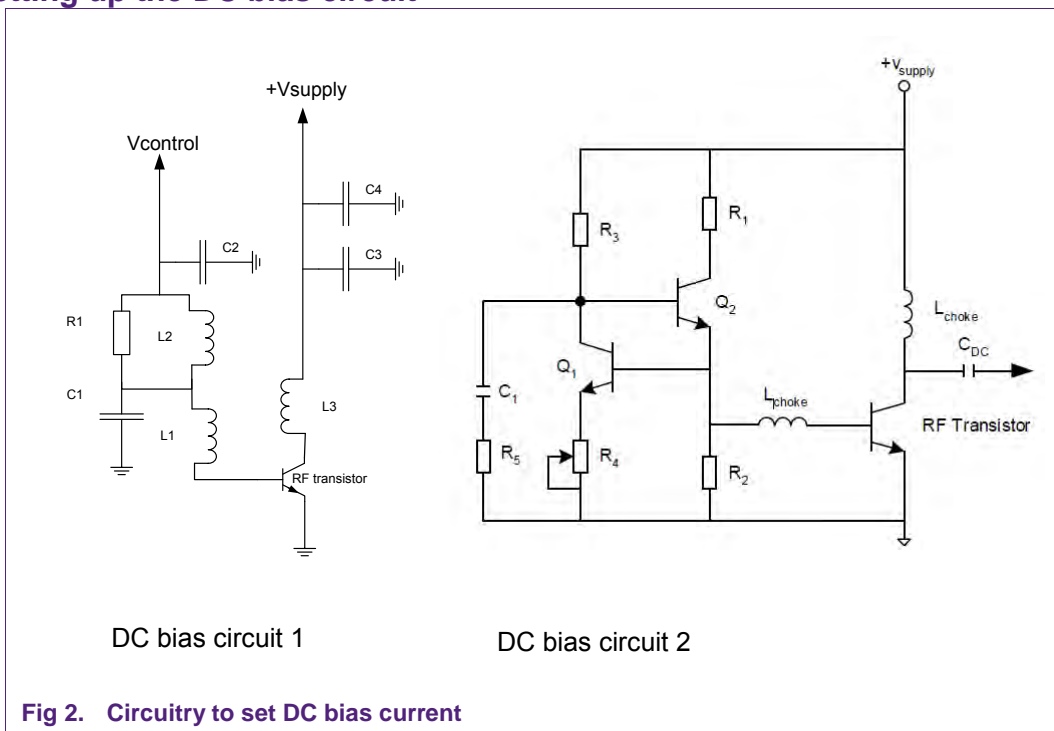 +Vsupply
Vcontrol
C4
C2
C3
R1
L2
C1
L1
L3
RF transistor
DC bias circuit 1
+Vsupply
R3
R1
Q2
Lchoke
CDC
Q1
C1
Lchoke
RF Transistor
R5
R4
R2
DC bias circuit 2
Fig 2. Circuitry to set DC bias current